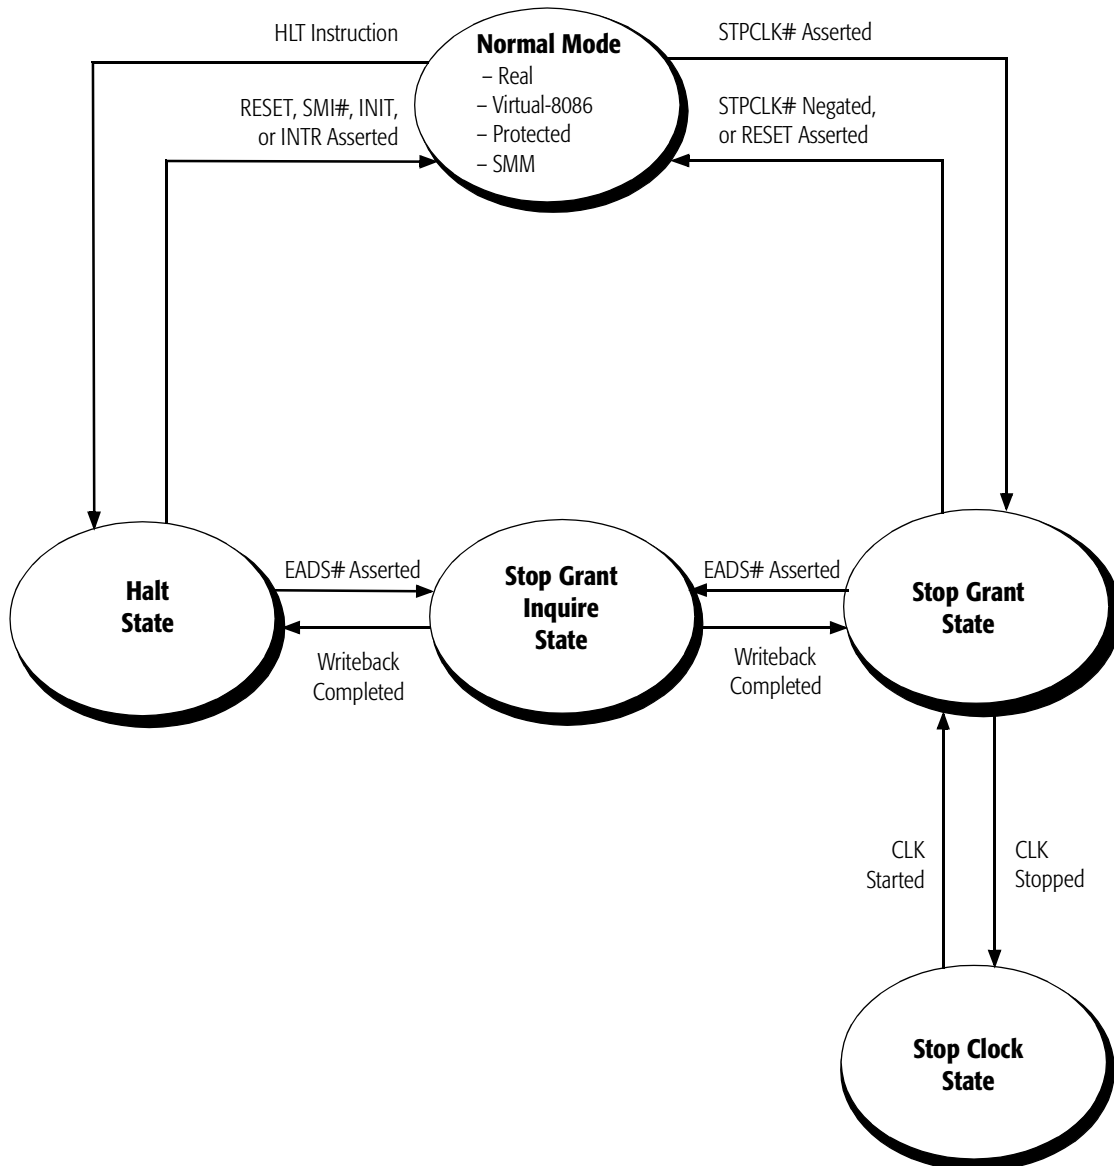 HLT Instruction
Normal Mode
– Real
– Virtual-8086
– Protected
– SMM
STPCLK# Asserted
RESET, SMI#, INIT,
or INTR Asserted
STPCLK# Negated,
or RESET Asserted
Halt
State
EADS# Asserted
Writeback
Completed
Stop Grant
Inquire
State
EADS# Asserted
Writeback
Completed
Stop Grant
State
CLK
Started
CLK
Stopped
Stop Clock
State